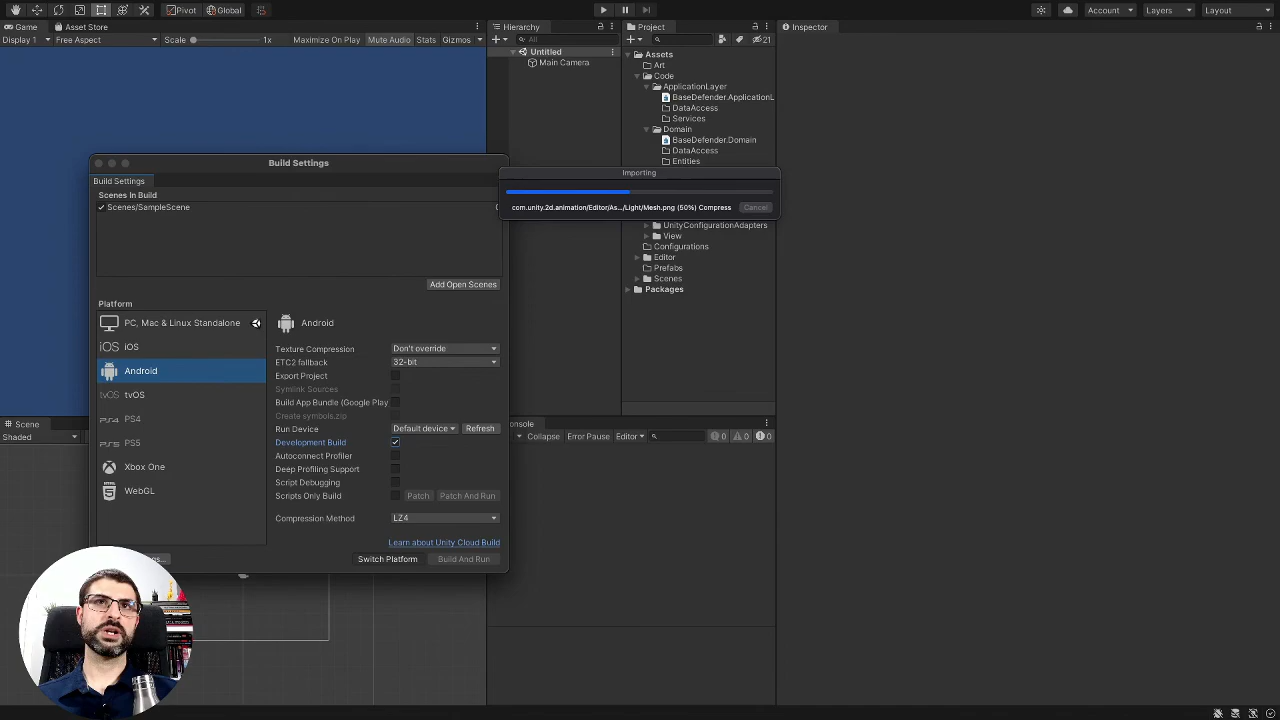 Pivot Global Account Layers Layout
Game Asset Store Hierarchy Project Inspector
Display 1 Free Aspect Scale 1x Maximize On Play Mute Audio Stats Gizmos All 21
Untitled
Main Camera
Assets
Art
Code
ApplicationLayer
BaseDefender.ApplicationL
DataAccess
Services
Domain
BaseDefender.Domain
DataAccess
Entities
Build Settings
Build Settings
Scenes In Build
Scenes/SampleScene
Add Open Scenes
Importing
com.unity.2d.animation/Editor/As.../Light/Mesh.png (50%) Compress Cancel
UnityConfigurationAdapters
View
Configurations
Editor
Prefabs
Scenes
Packages
Platform
PC, Mac & Linux Standalone
iOS iOS
Android
tvOS tvOS
PS4
PS5
Xbox One
WebGL
Android
Texture Compression Don't override
ETC2 fallback 32-bit
Export Project
Symlink Sources
Build App Bundle (Google Play
Create symbols.zip
Run Device Default device Refresh
Development Build
Autoconnect Profiler
Deep Profiling Support
Script Debugging
Scripts Only Build Patch Patch And Run
Compression Method LZ4
Learn about Unity Cloud Build
Switch Platform Build And Run
Scene
Shaded
onsole
Collapse Error Pause Editor 0 0 0